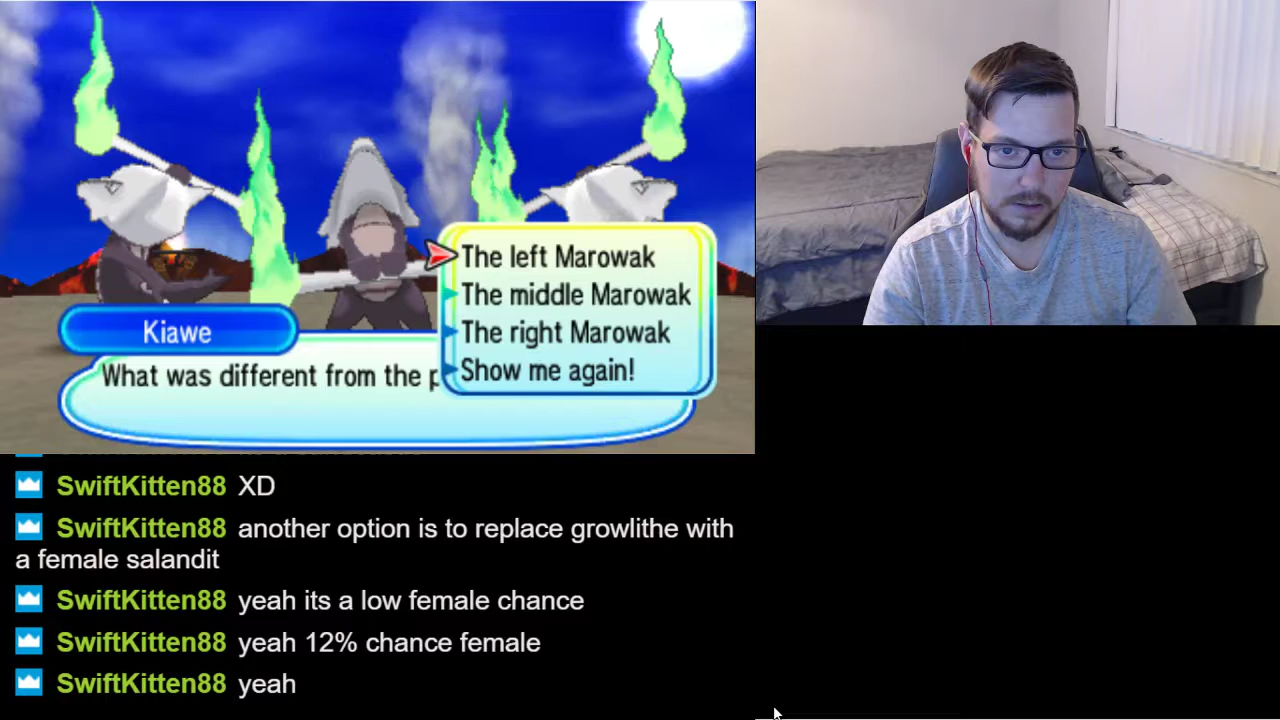 The left Marowak
The middle Marowak
The right Marowak
Show me again!
Kiawe
What was different from the
SwiftKitten88 XD
SwiftKitten88 another option is to replace growlithe with
a female salandit
SwiftKitten88 yeah its a low female chance
SwiftKitten88 yeah 12% chance female
SwiftKitten88 yeah